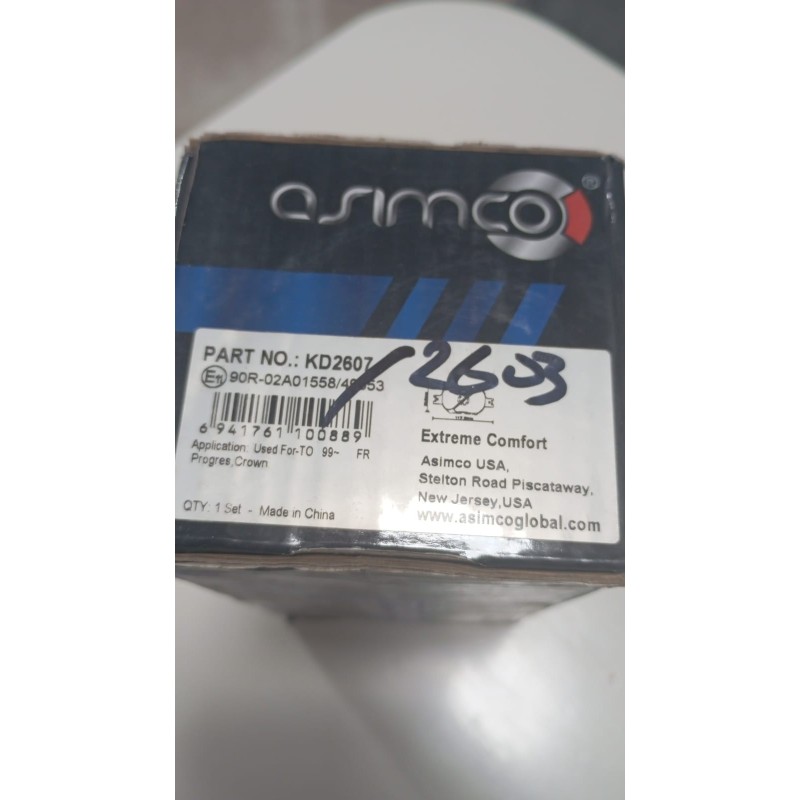 asimco®
PART NO.: KD2607
/2603
E11 90R-02A01558/
6 941761 100889
Application: Used For-TO 99~ FR
Progres,Crown
QTY: 1 Set - Made in China
Extreme Comfort
Asimco USA,
Stelton Road Piscataway,
New Jersey,USA
www.asimcoglobal.com